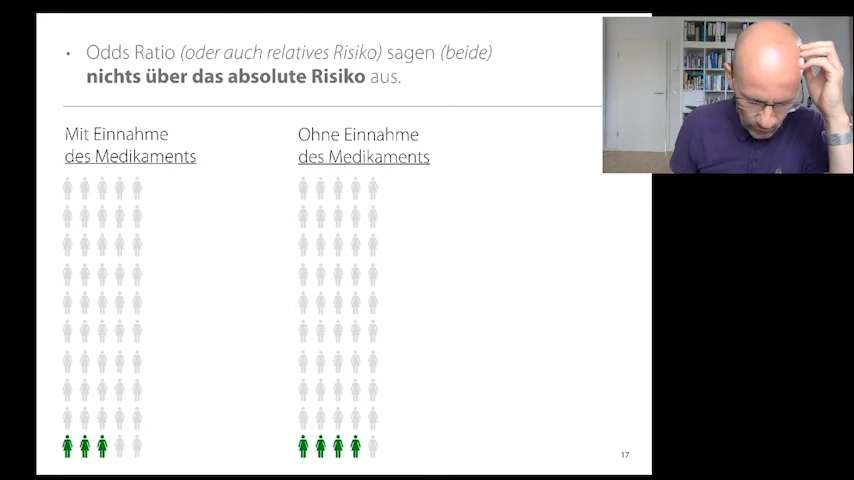 • Odds Ratio (oder auch relatives Risiko) sagen (beide)
nichts über das absolute Risiko aus.
Mit Einnahme
des Medikaments
Ohne Einnahme
des Medikaments
17